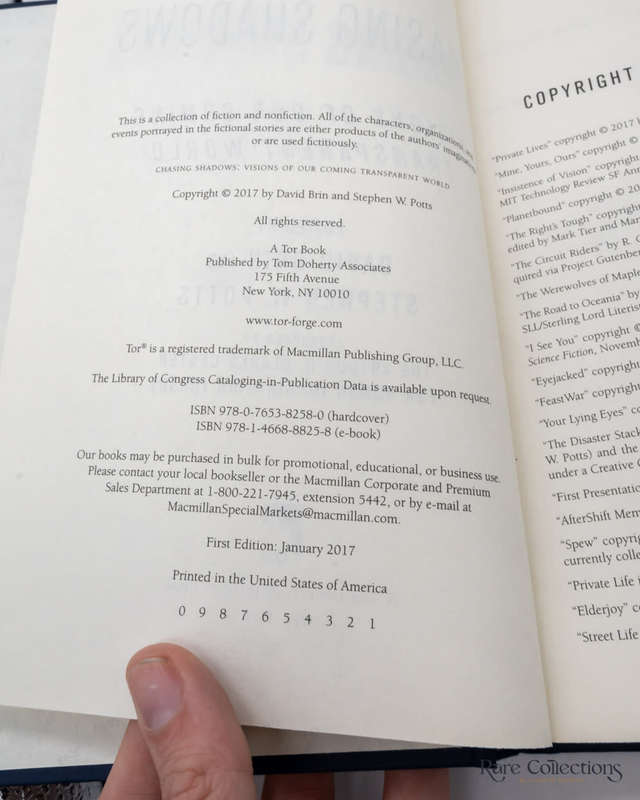 This is a collection of fiction and nonfiction. All of the characters, organizations, and
events portrayed in the fictional stories are either products of the authors' imaginations
or are used fictitiously.
CHASING SHADOWS: VISIONS OF OUR COMING TRANSPARENT WORLD
Copyright © 2017 by David Brin and Stephen W. Potts
All rights reserved.
A Tor Book
Published by Tom Doherty Associates
175 Fifth Avenue
New York, NY 10010
www.tor-forge.com
Tor® is a registered trademark of Macmillan Publishing Group, LLC.
The Library of Congress Cataloging-in-Publication Data is available upon request.
ISBN 978-0-7653-8258-0 (hardcover)
ISBN 978-1-4668-8825-8 (e-book)
Our books may be purchased in bulk for promotional, educational, or business use.
Please contact your local bookseller or the Macmillan Corporate and Premium
Sales Department at 1-800-221-7945, extension 5442, or by e-mail at
MacmillanSpecialMarkets@macmillan.com.
First Edition: January 2017
Printed in the United States of America
0 9 8 7 6 5 4 3 2 1
COPYRIGHT
"Private Lives" copyright © 2017
"Mine, Yours, Ours" copyright ©
"Insistence of Vision" copyright
MIT Technology Review SF Ann
"Planetbound" copyright © 20
"The Right's Tough" copyright
edited by Mark Tier and Mar
"The Circuit Riders" by R. C
quired via Project Gutenber
"The Werewolves of Mapl
"The Road to Oceania" by
SLL/Sterling Lord Literis
"I See You" copyright ©
Science Fiction, Novemb
"Eyejacked" copyright
"FeastWar" copyright
"Your Lying Eyes" co
"The Disaster Stack
W. Potts) and the
under a Creative C
"First Presentatio
"AfterShift Mem
"Spew" copyrig
currently colle
"Private Life i
"Elderjoy" co
"Street Life
Rare Collections